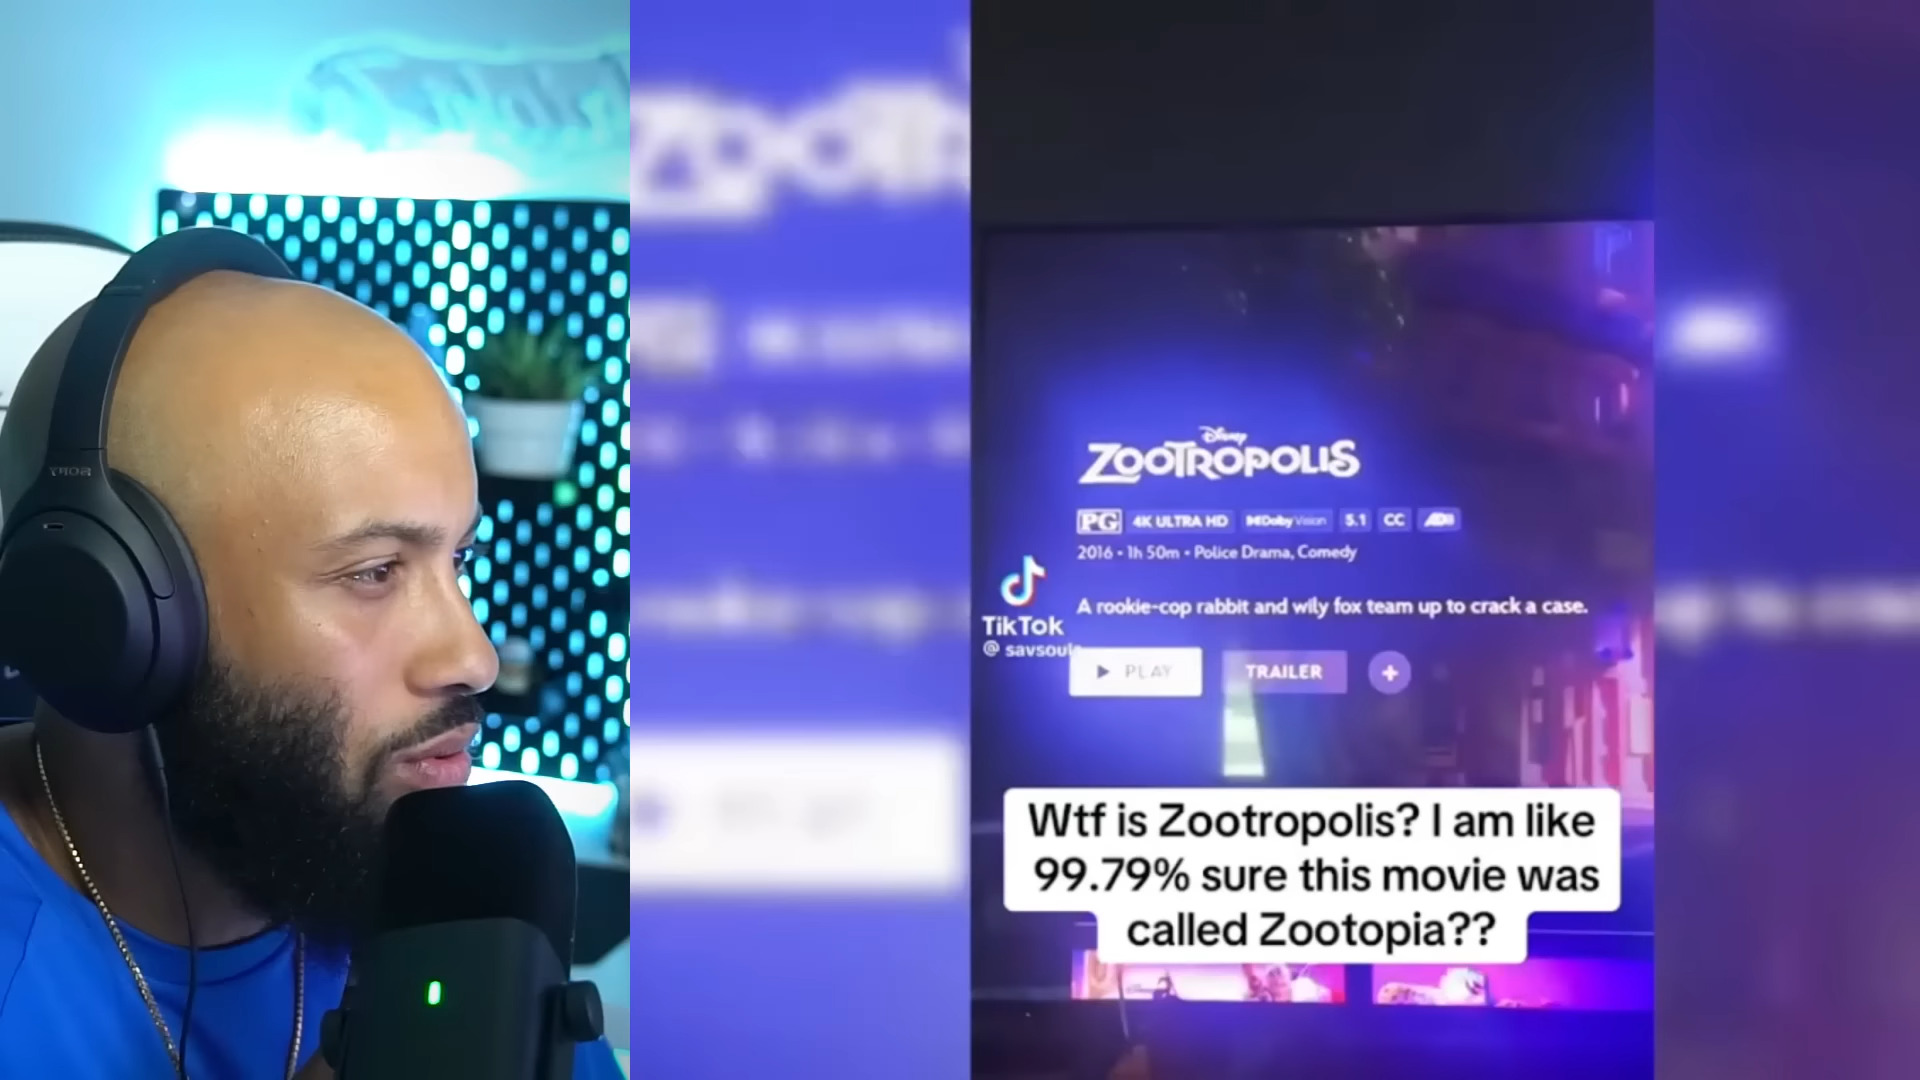 Disney
ZOOTROPOLIS
PG 4K ULTRA HD Dolby Vision 5.1 CC AD
2016 • 1h 50m • Police Drama, Comedy
A rookie-cop rabbit and wily fox team up to crack a case.
TikTok
@ savsouls
PLAY TRAILER +
Wtf is Zootropolis? I am like
99.79% sure this movie was
called Zootopia??
SONY